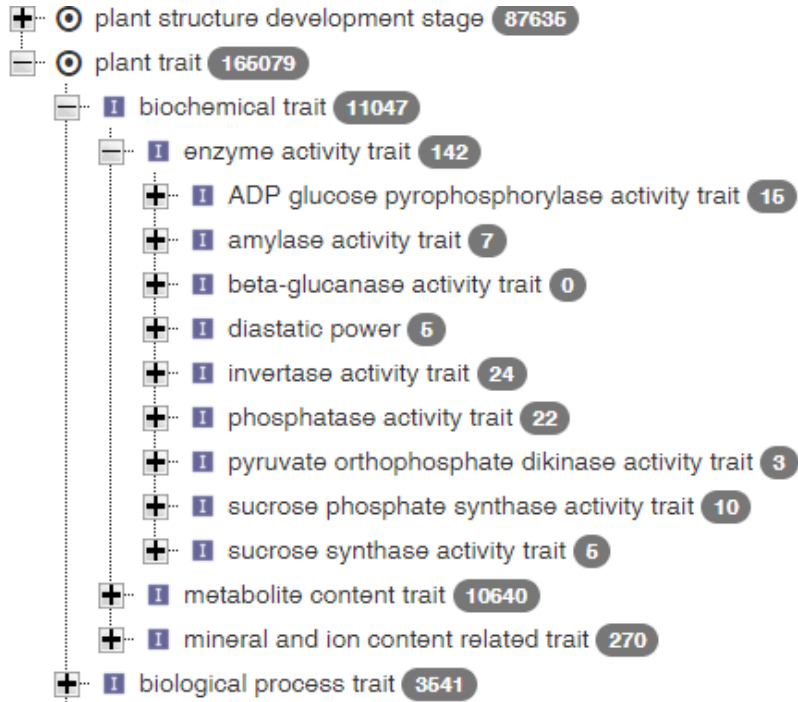 plant structure development stage 87635
plant trait 165079
I biochemical trait 11047
I enzyme activity trait 142
I ADP glucose pyrophosphorylase activity trait 15
I amylase activity trait 7
I beta-glucanase activity trait 0
I diastatic power 5
I invertase activity trait 24
I phosphatase activity trait 22
I pyruvate orthophosphate dikinase activity trait 3
I sucrose phosphate synthase activity trait 10
I sucrose synthase activity trait 5
I metabolite content trait 10640
I mineral and ion content related trait 270
I biological process trait 3541